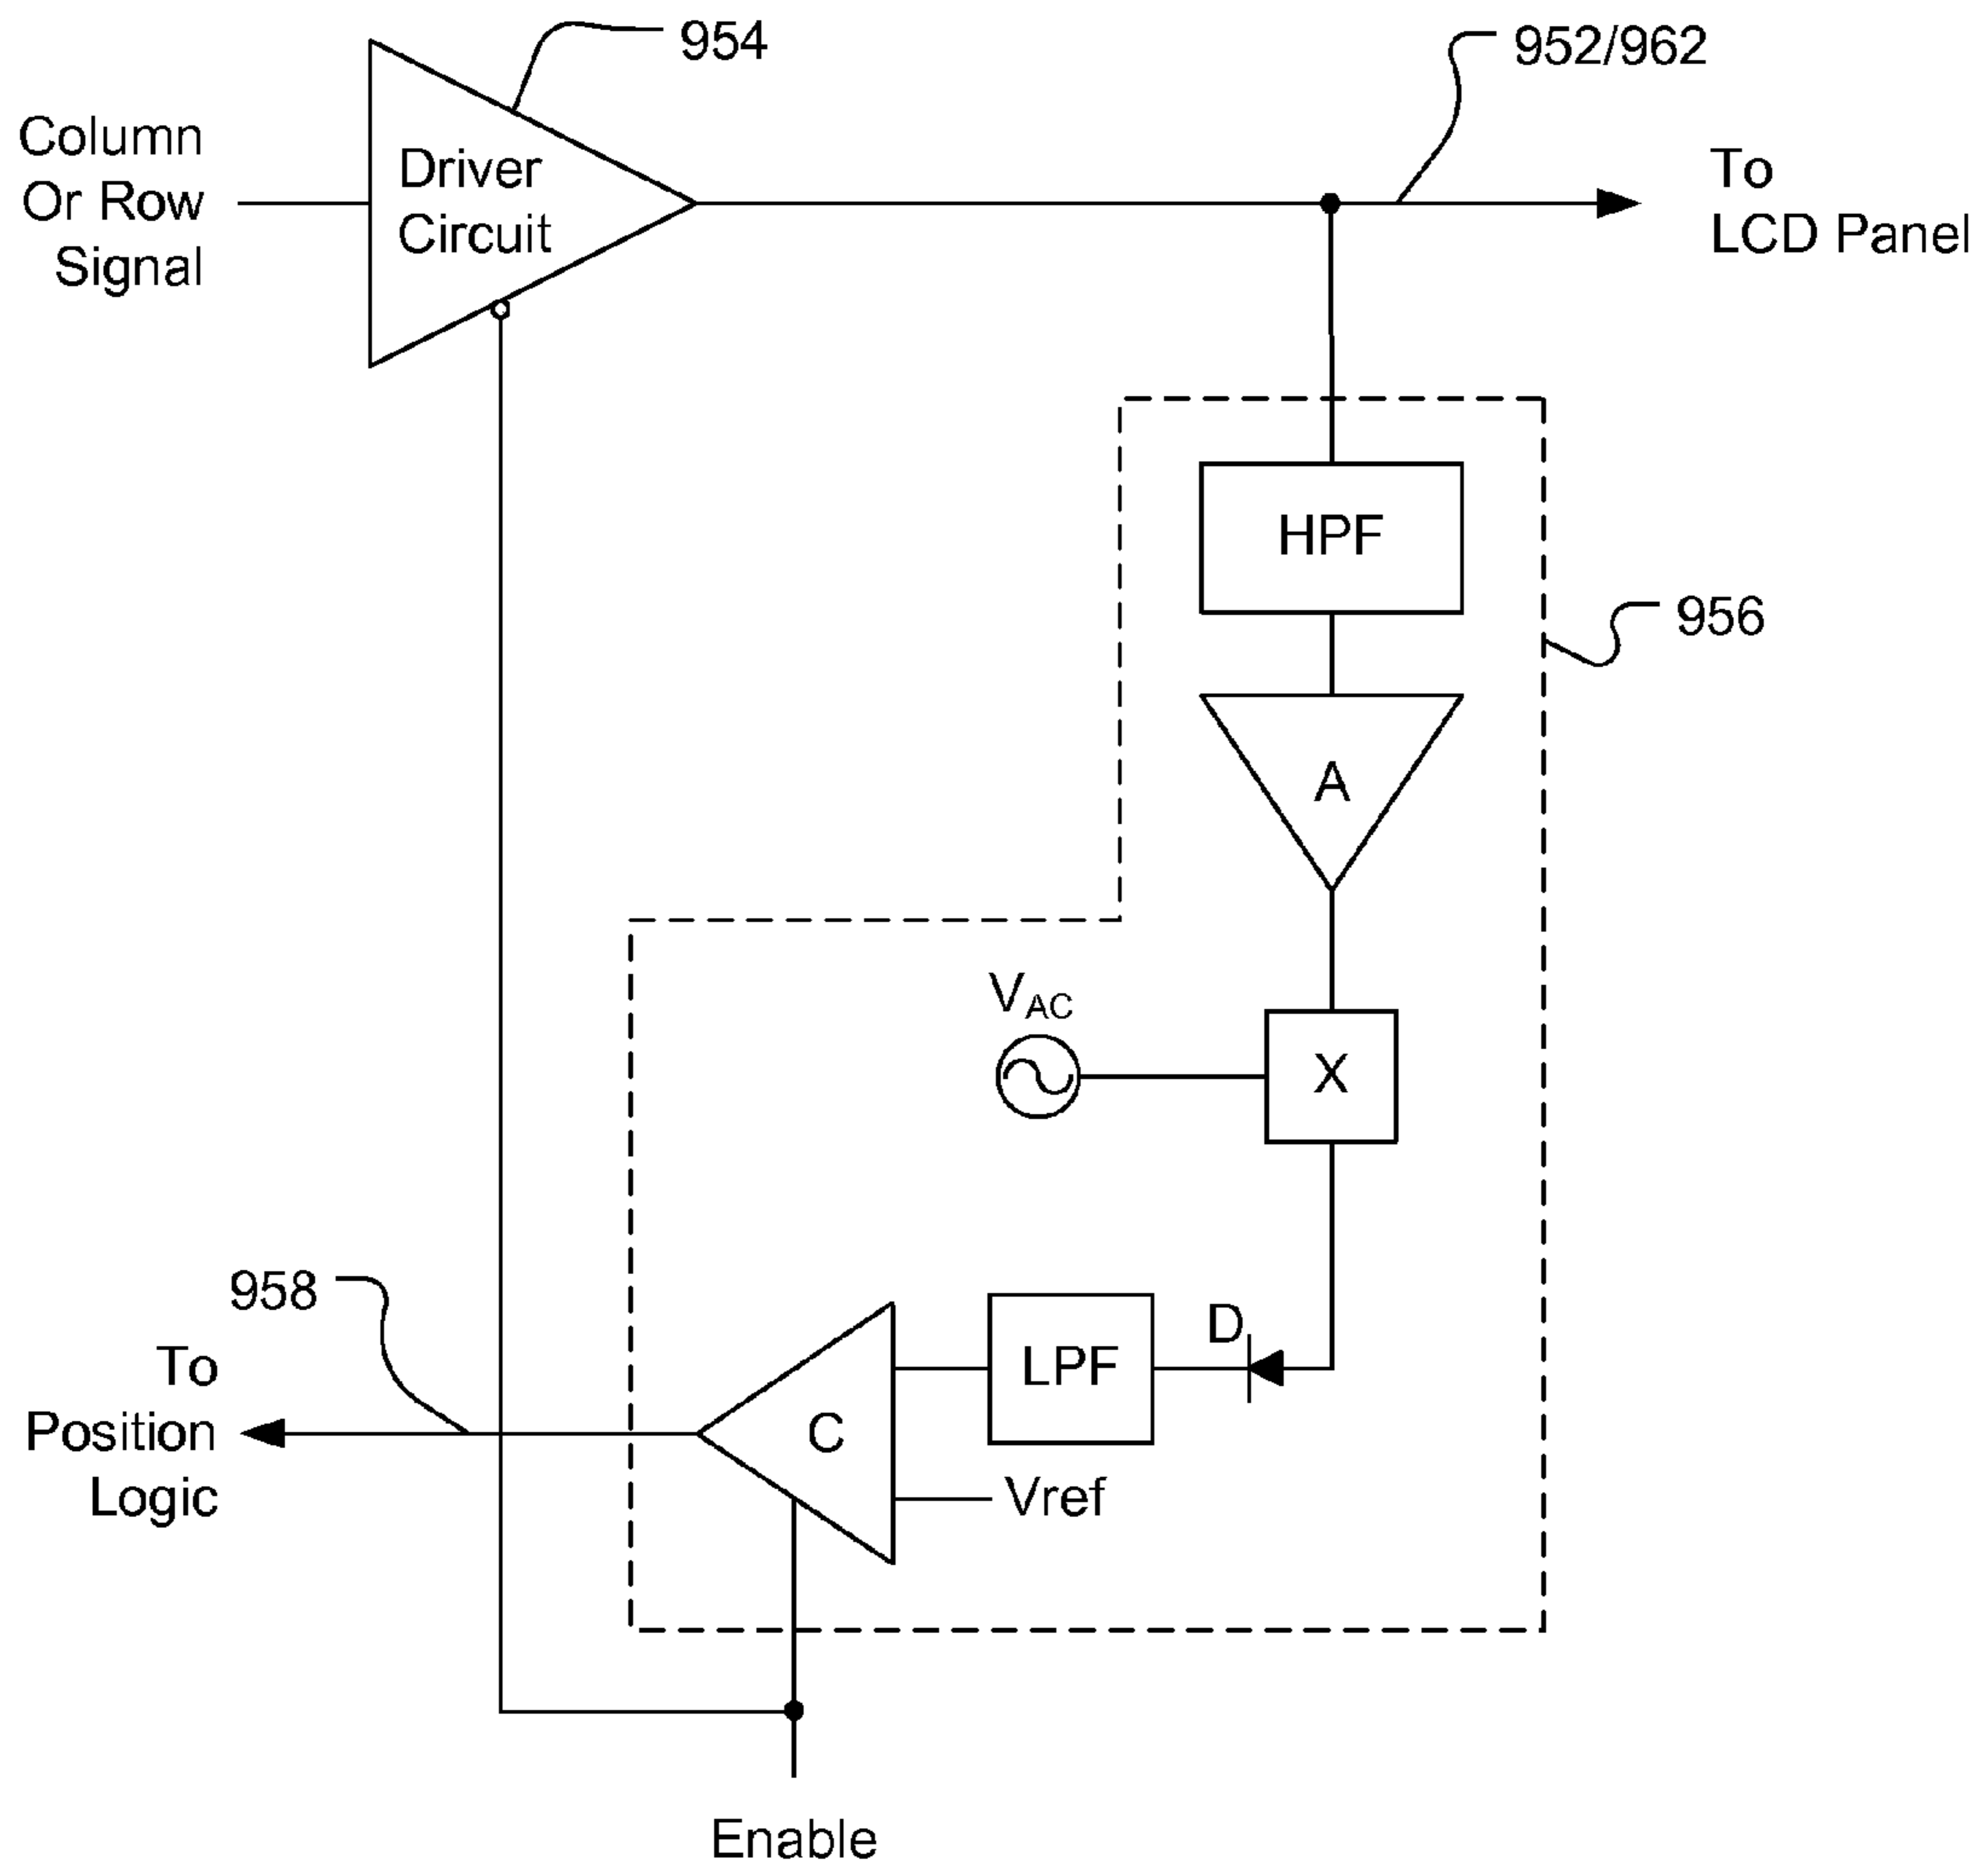 954
952/962
Column
Or Row
Signal
Driver
Circuit
To
LCD Panel
HPF
956
A
VAC
X
958
D
LPF
C
To
Position
Logic
Vref
Enable